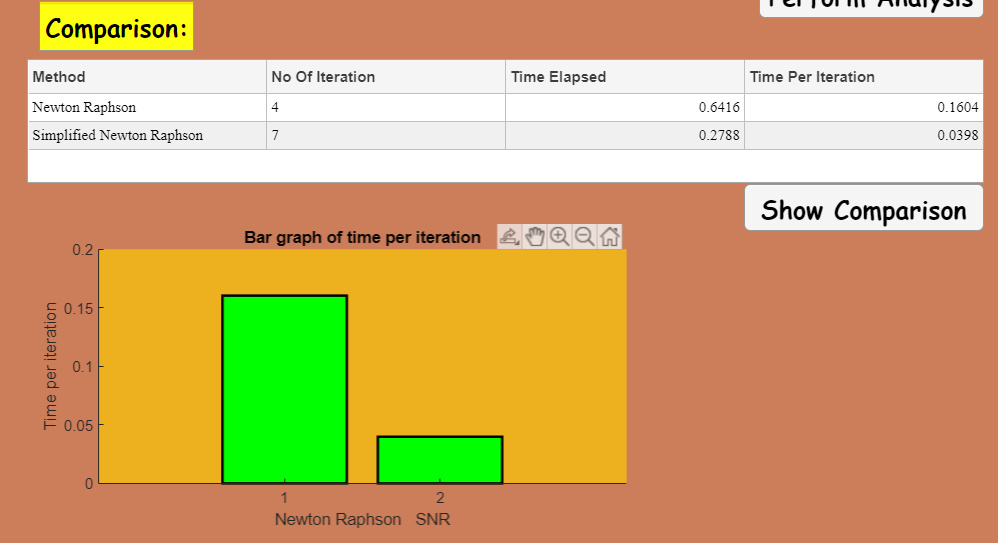 Perform Analysis
Comparison:
Method No Of Iteration Time Elapsed Time Per Iteration
Newton Raphson 4 0.6416 0.1604
Simplified Newton Raphson 7 0.2788 0.0398
Show Comparison
Bar graph of time per iteration
0.2
0.15
0.1
0.05
0
Time per iteration
1 2
Newton Raphson SNR